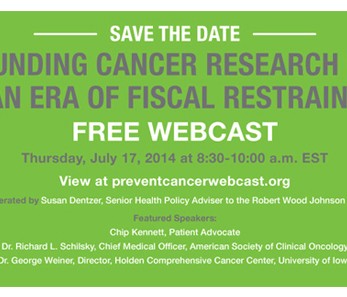 SAVE THE DATE
UNDING CANCER RESEARCH
AN ERA OF FISCAL RESTRAIN
FREE WEBCAST
Thursday, July 17, 2014 at 8:30-10:00 a.m. EST
View at preventcancerwebcast.org
erated by Susan Dentzer, Senior Health Policy Adviser to the Robert Wood Johnson
Featured Speakers:
Chip Kennett, Patient Advocate
Dr. Richard L. Schilsky, Chief Medical Officer, American Society of Clinical Oncology
Dr. George Weiner, Director, Holden Comprehensive Cancer Center, University of Iow